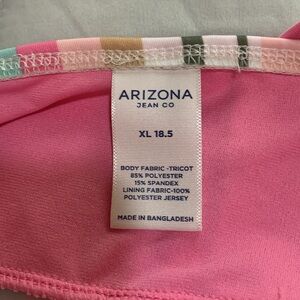 ARIZONA
JEAN CO
XL 18.5
BODY FABRIC -TRICOT
85% POLYESTER
15% SPANDEX
LINING FABRIC-100%
POLYESTER JERSEY
MADE IN BANGLADESH